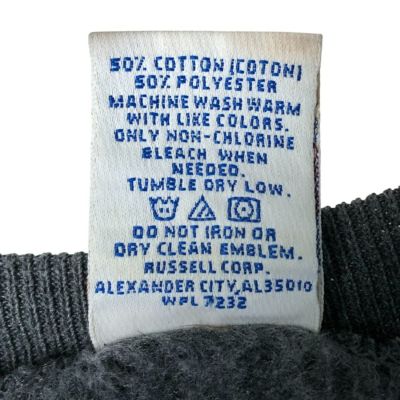 50% COTTON [COTON]
50% POLYESTER
MACHINE WASH WARM
WITH LIKE COLORS.
ONLY NON-CHLORINE
BLEACH WHEN
NEEDED.
TUMBLE DRY LOW.
DO NOT IRON OR
DRY CLEAN EMBLEM.
RUSSELL CORP.
ALEXANDER CITY,AL35010
WPL 7232